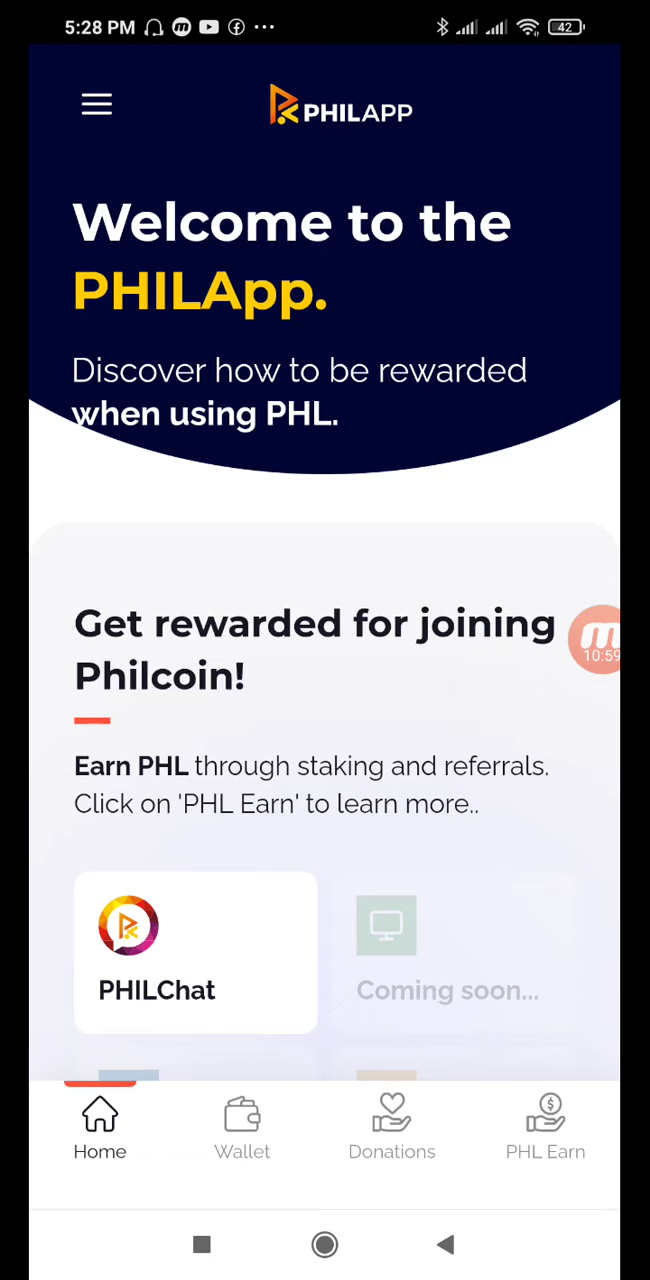 5:28 PM
42
PHILAPP
Welcome to the
PHILApp.
Discover how to be rewarded
when using PHL.
Get rewarded for joining
Philcoin!
10:59
Earn PHL through staking and referrals.
Click on 'PHL Earn' to learn more..
PHILChat
Coming soon...
Home
Wallet
Donations
PHL Earn